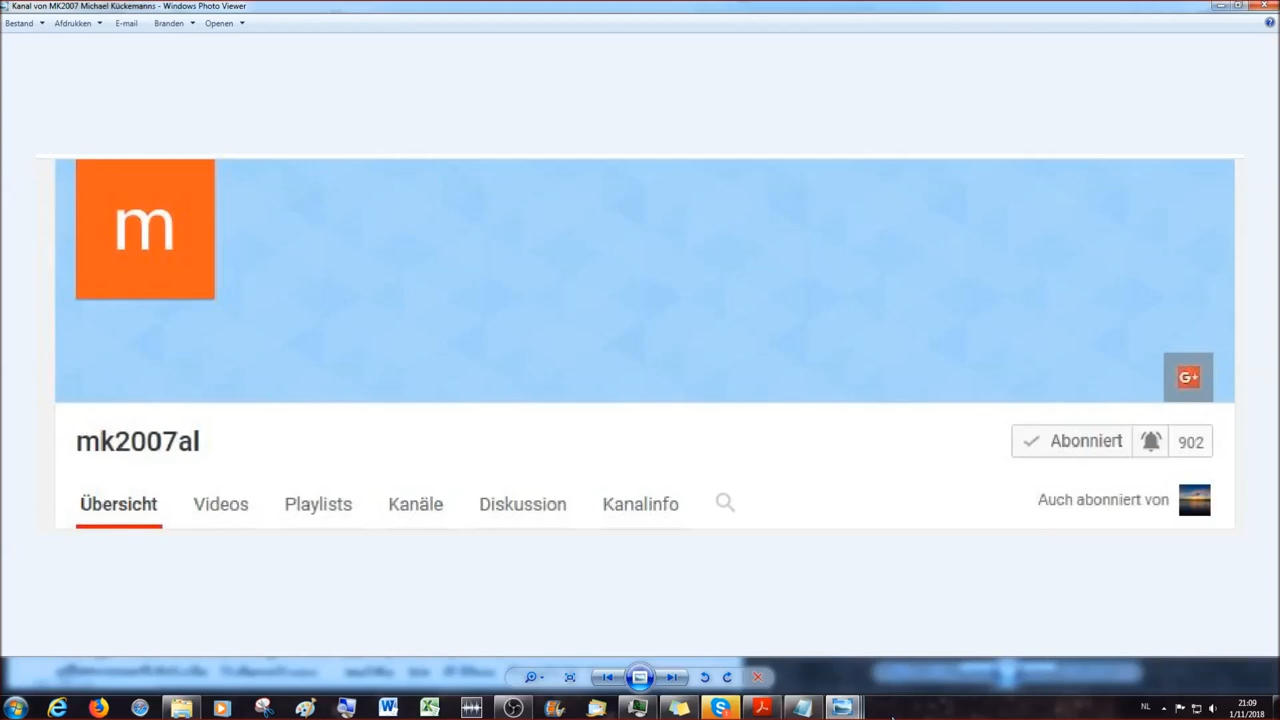 Kanal von MK2007 Michael Kückemanns - Windows Photo Viewer
Bestand Afdrukken E-mail Branden Openen
m
G+
mk2007al
Abonniert 902
Übersicht Videos Playlists Kanäle Diskussion Kanalinfo
Auch abonniert von
NL
21:09
1/11/2018